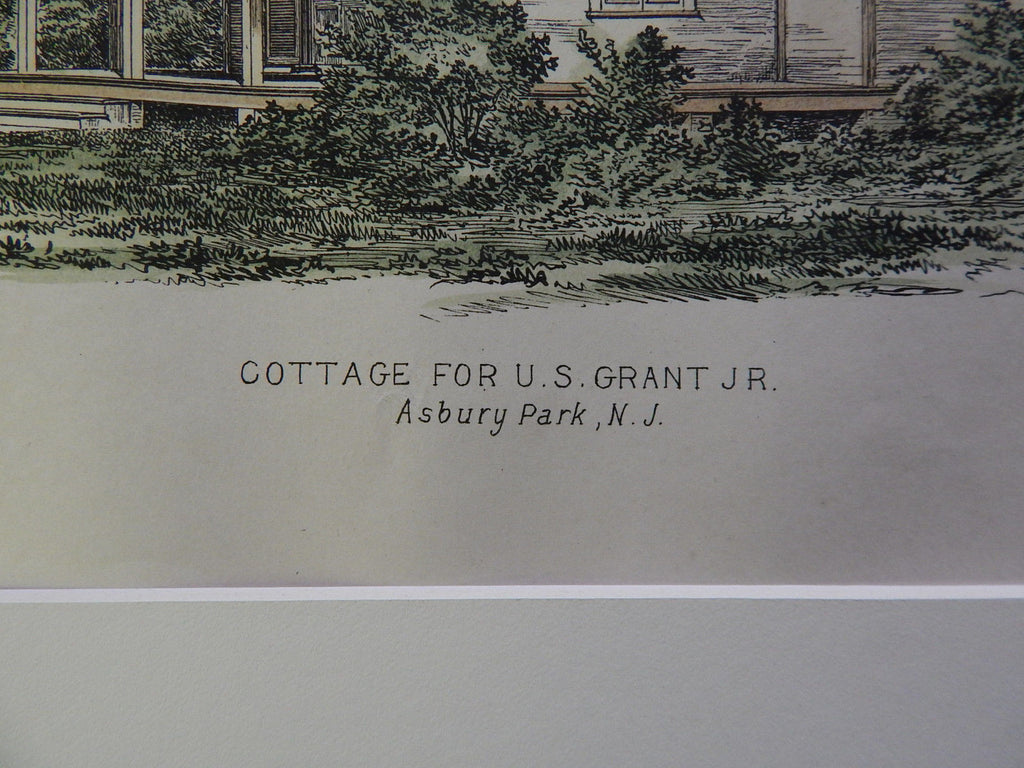 COTTAGE FOR U.S. GRANT JR.
Asbury Park, N.J.